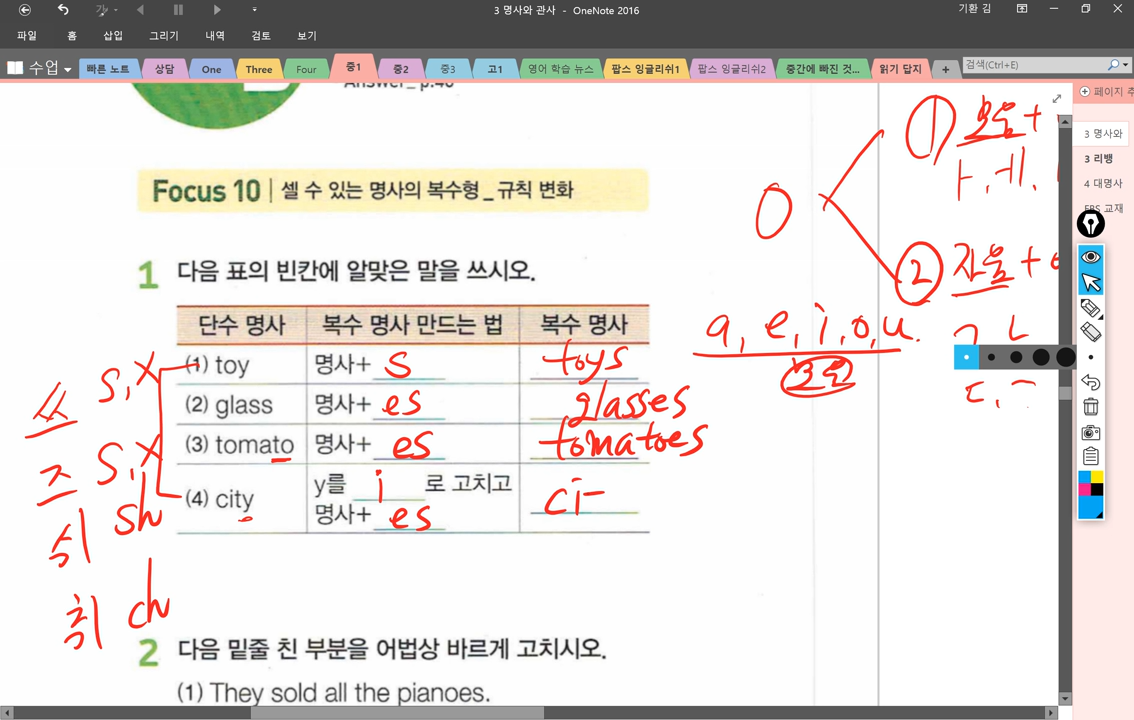 3 명사와 관사 - OneNote 2016
기환 김
파일 홈 삽입 그리기 내역 검토 보기
수업 빠른 노트 상담 One Three Four 중1 중2 중3 고1 영어 학습 뉴스 팝스 잉글리쉬1 팝스 잉글리쉬2 중간에 빠진 것... 읽기 답지 + 검색(Ctrl+E)
페이지 추
3 명사와
3 리뱅
4 대명사
EBS 교재
Answer_ p.40
Focus 10 | 셀 수 있는 명사의 복수형_규칙 변화
1 다음 표의 빈칸에 알맞은 말을 쓰시오.
단수 명사 복수 명사 만드는 법 복수 명사
(1) toy 명사+ s toys
(2) glass 명사+ es glasses
(3) tomato 명사+ es tomatoes
(4) city y를 i 로 고치고 명사+ es ci
스 s, x
즈 s, x
쉬 sh
취 ch
O
① 모음+
ㅏ, ㅔ,
② 자음+
a, e, i, o, u.
모음
ㄱ ㄴ
ㄷ,
2 다음 밑줄 친 부분을 어법상 바르게 고치시오.
(1) They sold all the pianoes.